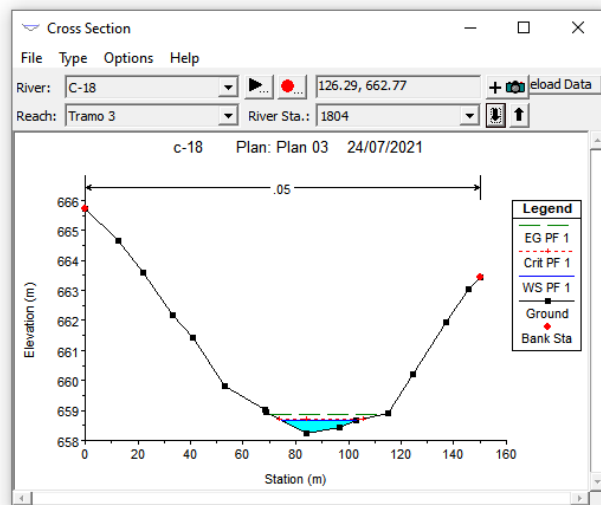 Cross Section
File Type Options Help
River: C-18 ... ... 126.29, 662.77 + eload Data
Reach: Tramo 3 River Sta.: 1804
c-18 Plan: Plan 03 24/07/2021
.05
Elevation (m)
666
665
664
663
662
661
660
659
658
0 20 40 60 80 100 120 140 160
Station (m)
Legend
EG PF 1
Crit PF 1
WS PF 1
Ground
Bank Sta